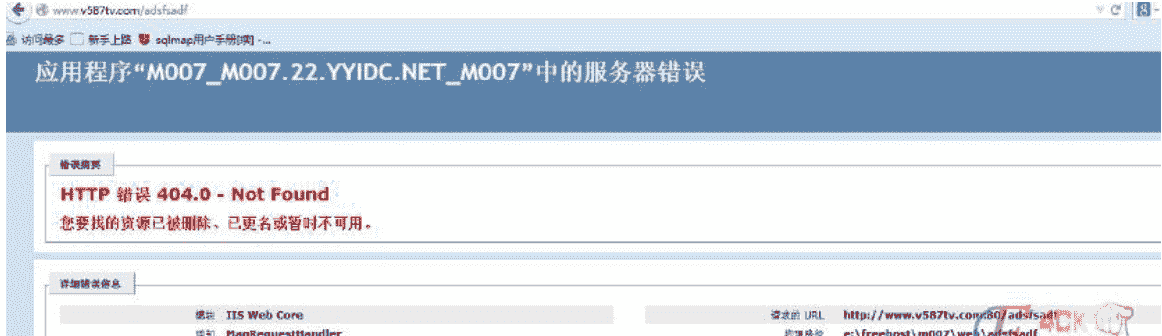 www.v587tv.com/adsfsadf
访问最多 新手上路 sqlmap用户手册[续] -...
应用程序“M007_M007.22.YYIDC.NET_M007”中的服务器错误
错误摘要
HTTP 错误 404.0 - Not Found
您要找的资源已被删除、已更名或暂时不可用。
详细错误信息
模块 IIS Web Core
请求的 URL http://www.v587tv.com:80/adsfsadf
通知 MapRequestHandler
物理路径 e:\freehost\m007\web\adsfsadf